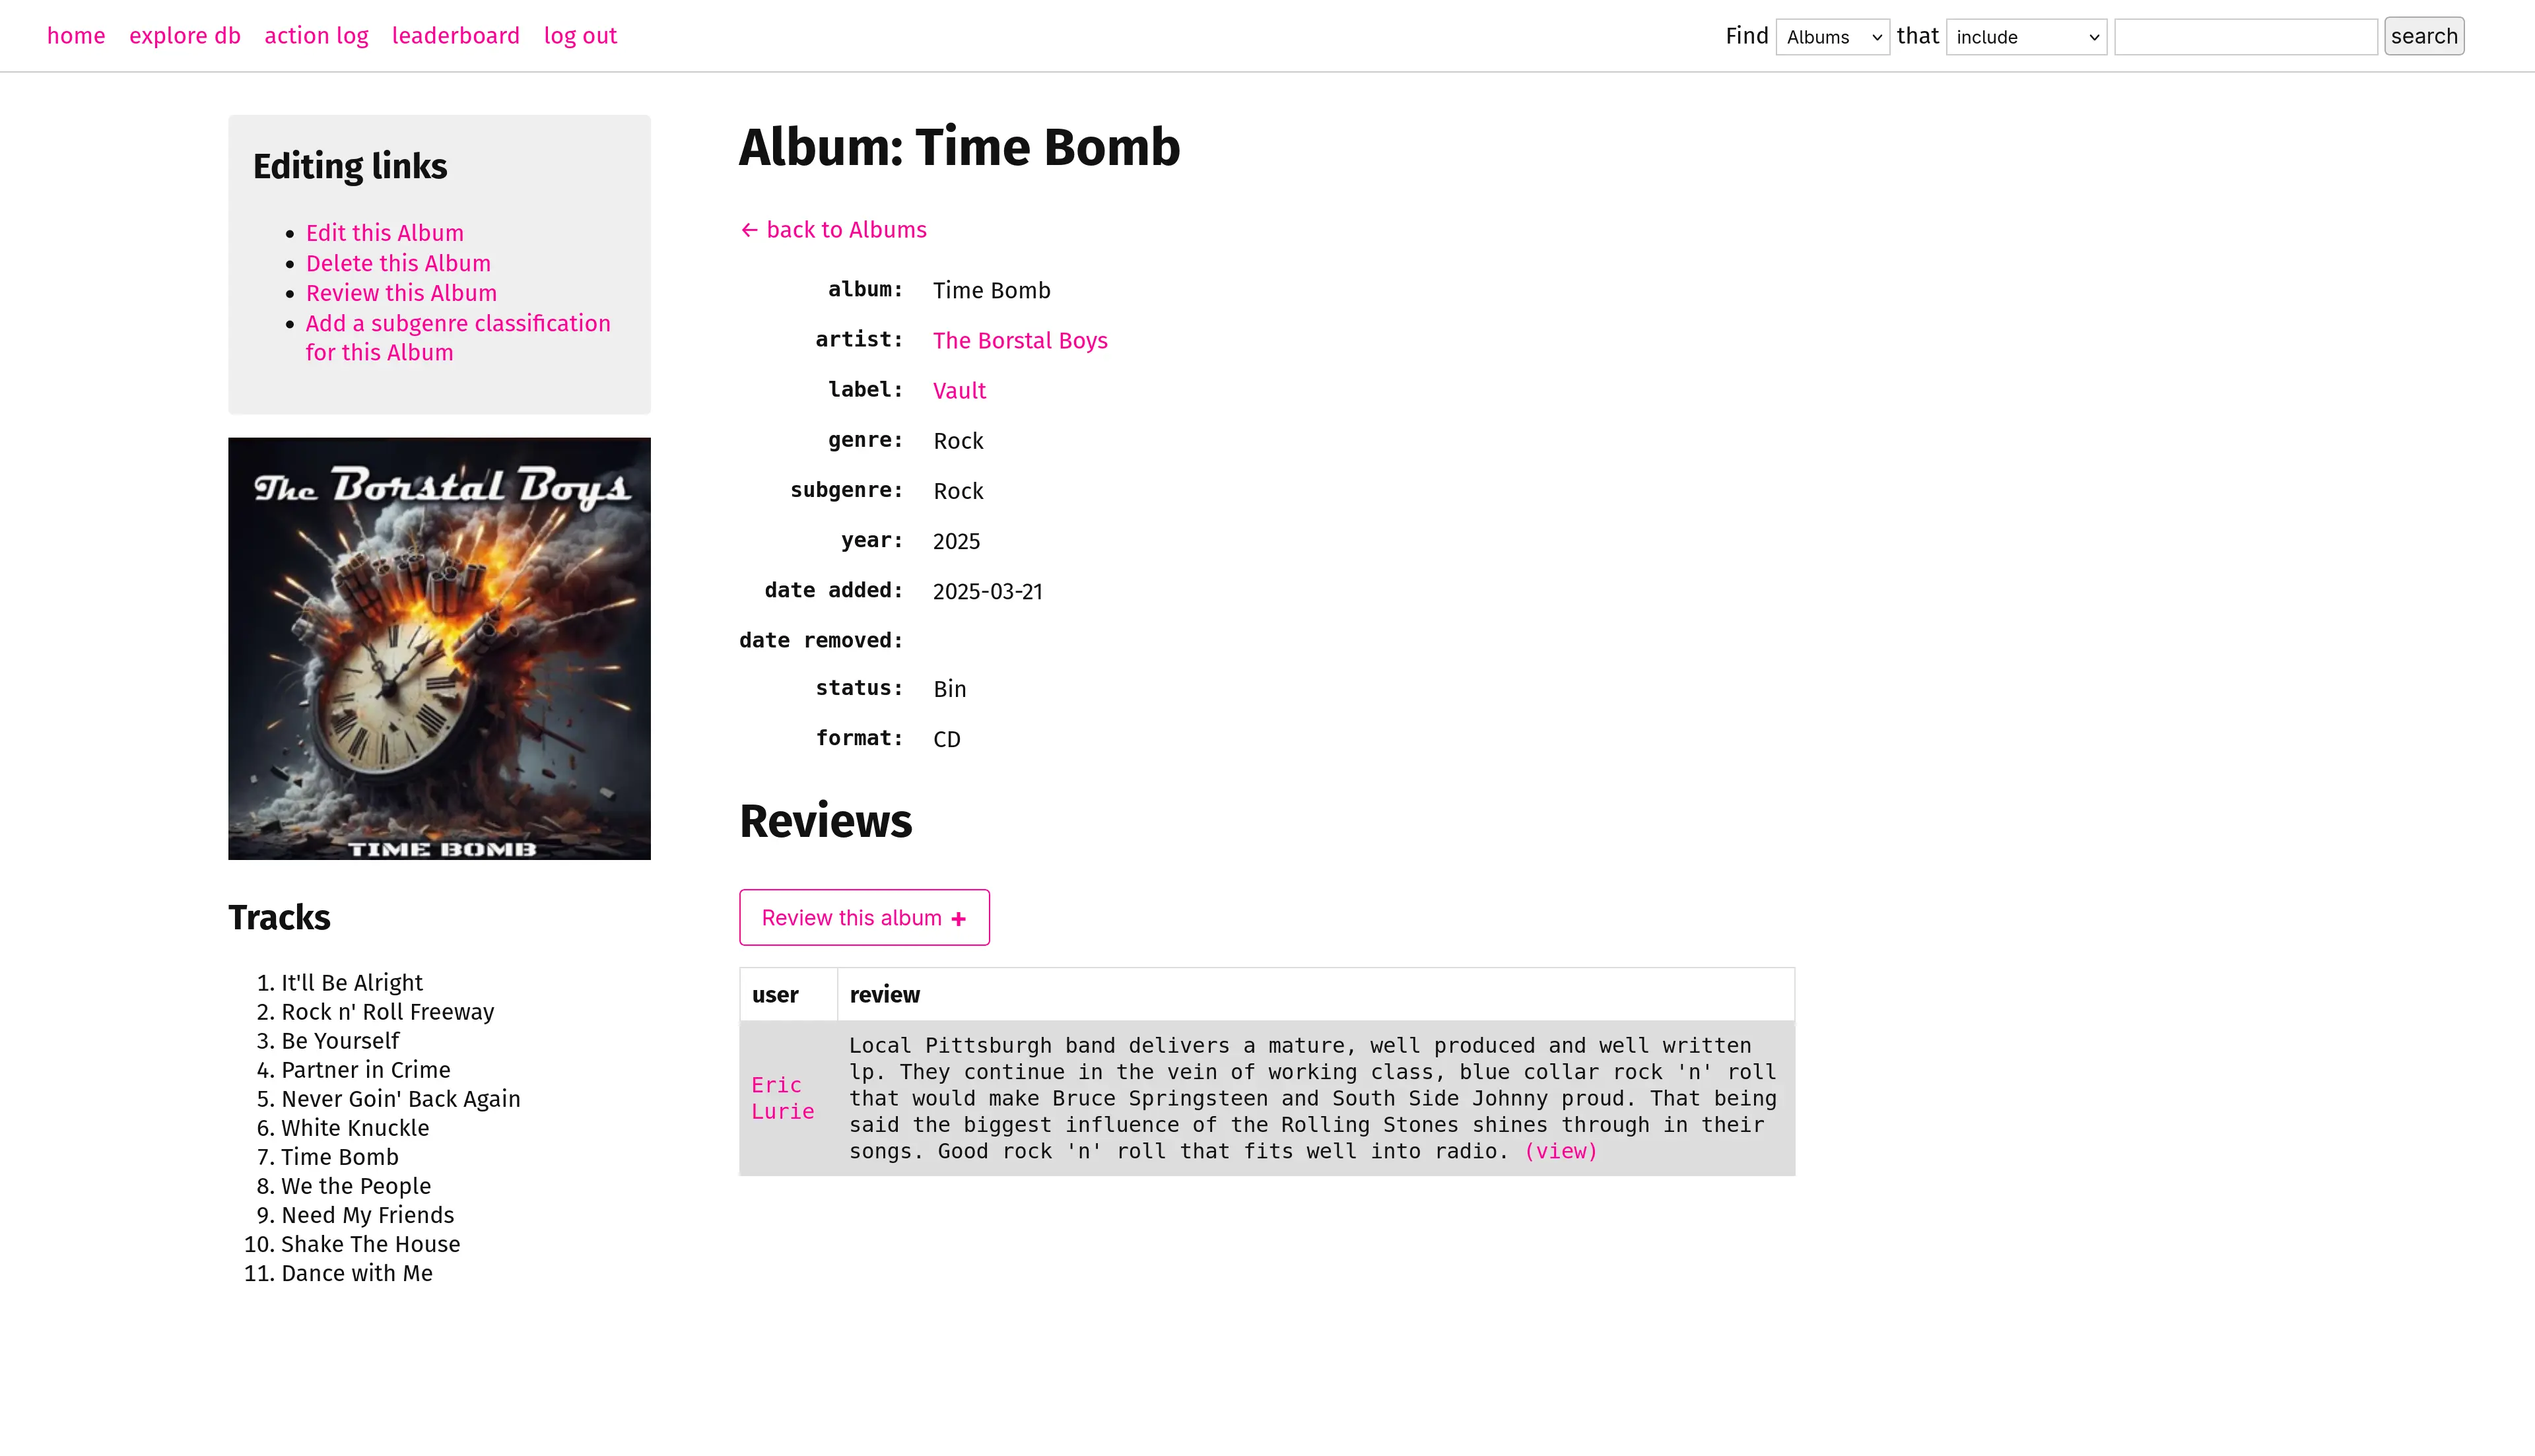 home explore db action log leaderboard log out
Find Albums that include search
Editing links
Edit this Album
Delete this Album
Review this Album
Add a subgenre classification
for this Album
The Borstal Boys
TIME BOMB
Tracks
1. It'll Be Alright
2. Rock n' Roll Freeway
3. Be Yourself
4. Partner in Crime
5. Never Goin' Back Again
6. White Knuckle
7. Time Bomb
8. We the People
9. Need My Friends
10. Shake The House
11. Dance with Me
Album: Time Bomb
← back to Albums
album: Time Bomb
artist: The Borstal Boys
label: Vault
genre: Rock
subgenre: Rock
year: 2025
date added: 2025-03-21
date removed:
status: Bin
format: CD
Reviews
Review this album +
user review
Eric
Lurie
Local Pittsburgh band delivers a mature, well produced and well written
lp. They continue in the vein of working class, blue collar rock 'n' roll
that would make Bruce Springsteen and South Side Johnny proud. That being
said the biggest influence of the Rolling Stones shines through in their
songs. Good rock 'n' roll that fits well into radio. (view)